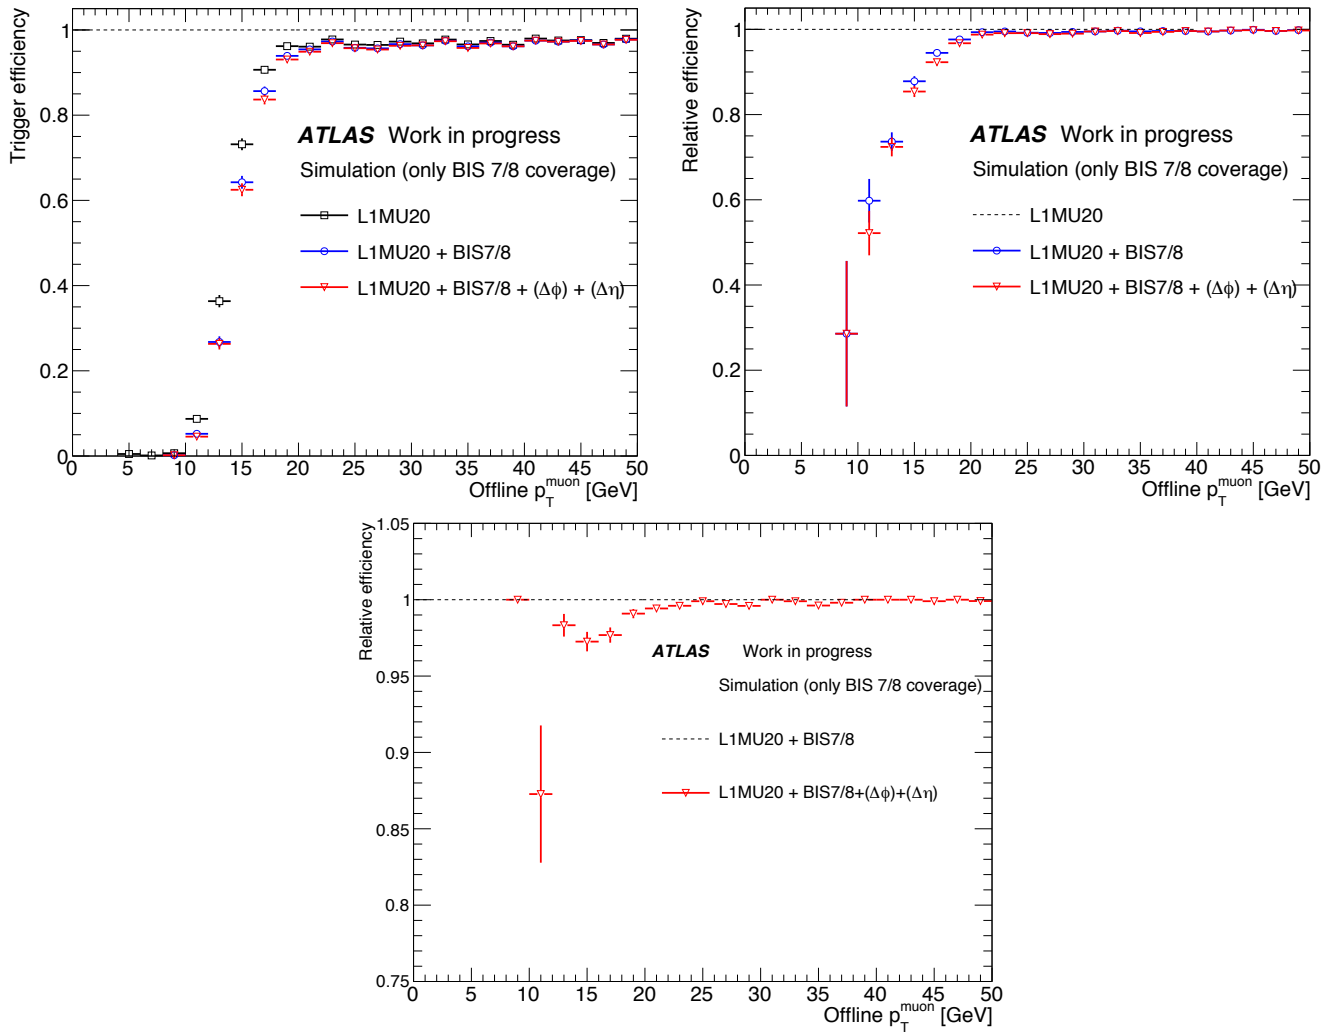 Trigger efficiency
1
0.8
0.6
0.4
0.2
0
ATLAS Work in progress
Simulation (only BIS 7/8 coverage)
L1MU20
L1MU20 + BIS7/8
L1MU20 + BIS7/8 + (Δϕ) + (Δη)
0 5 10 15 20 25 30 35 40 45 50
Offline p_T^muon [GeV]
Relative efficiency
1
0.8
0.6
0.4
0.2
0
ATLAS Work in progress
Simulation (only BIS 7/8 coverage)
L1MU20
L1MU20 + BIS7/8
L1MU20 + BIS7/8 + (Δϕ) + (Δη)
0 5 10 15 20 25 30 35 40 45 50
Offline p_T^muon [GeV]
Relative efficiency
1.05
1
0.95
0.9
0.85
0.8
0.75
ATLAS Work in progress
Simulation (only BIS 7/8 coverage)
L1MU20 + BIS7/8
L1MU20 + BIS7/8+(Δϕ)+(Δη)
0 5 10 15 20 25 30 35 40 45 50
Offline p_T^muon [GeV]